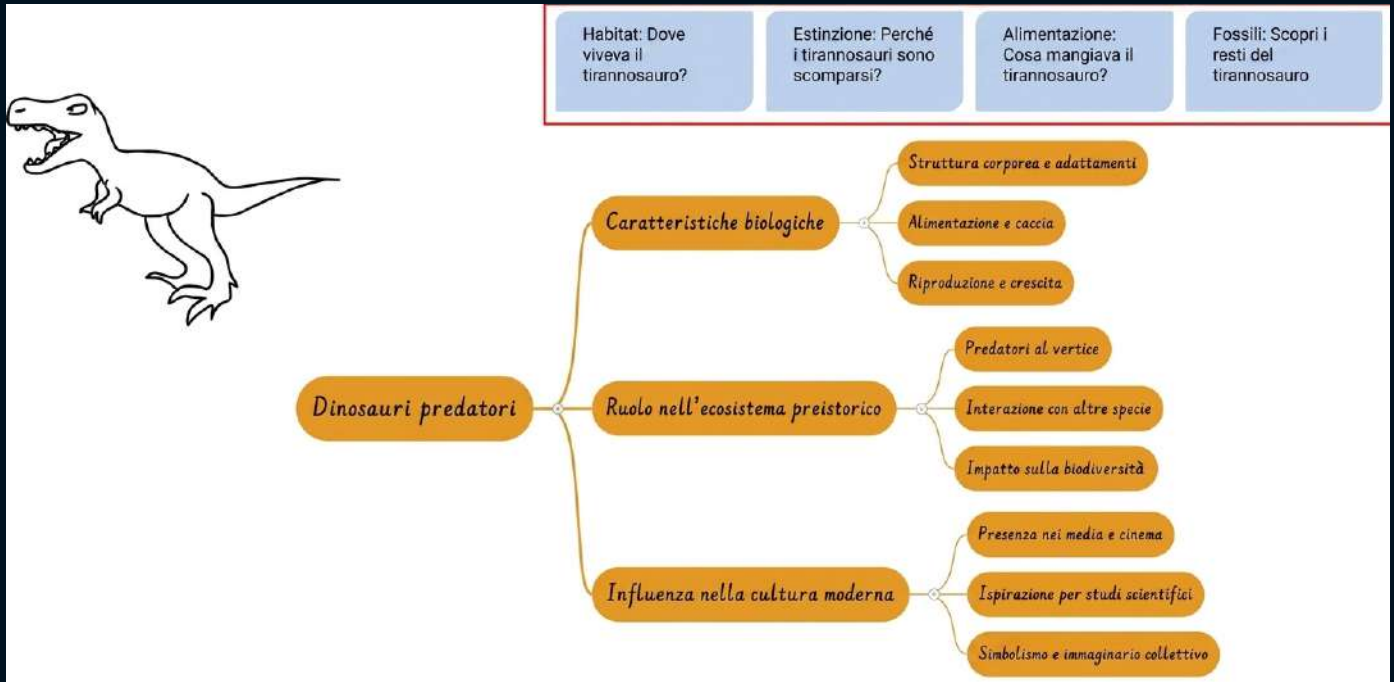 Habitat: Dove
viveva il
tirannosauro?
Estinzione: Perché
i tirannosauri sono
scomparsi?
Alimentazione:
Cosa mangiava il
tirannosauro?
Fossili: Scopri i
resti del
tirannosauro
Dinosauri predatori
Caratteristiche biologiche
Struttura corporea e adattamenti
Alimentazione e caccia
Riproduzione e crescita
Ruolo nell'ecosistema preistorico
Predatori al vertice
Interazione con altre specie
Impatto sulla biodiversità
Influenza nella cultura moderna
Presenza nei media e cinema
Ispirazione per studi scientifici
Simbolismo e immaginario collettivo